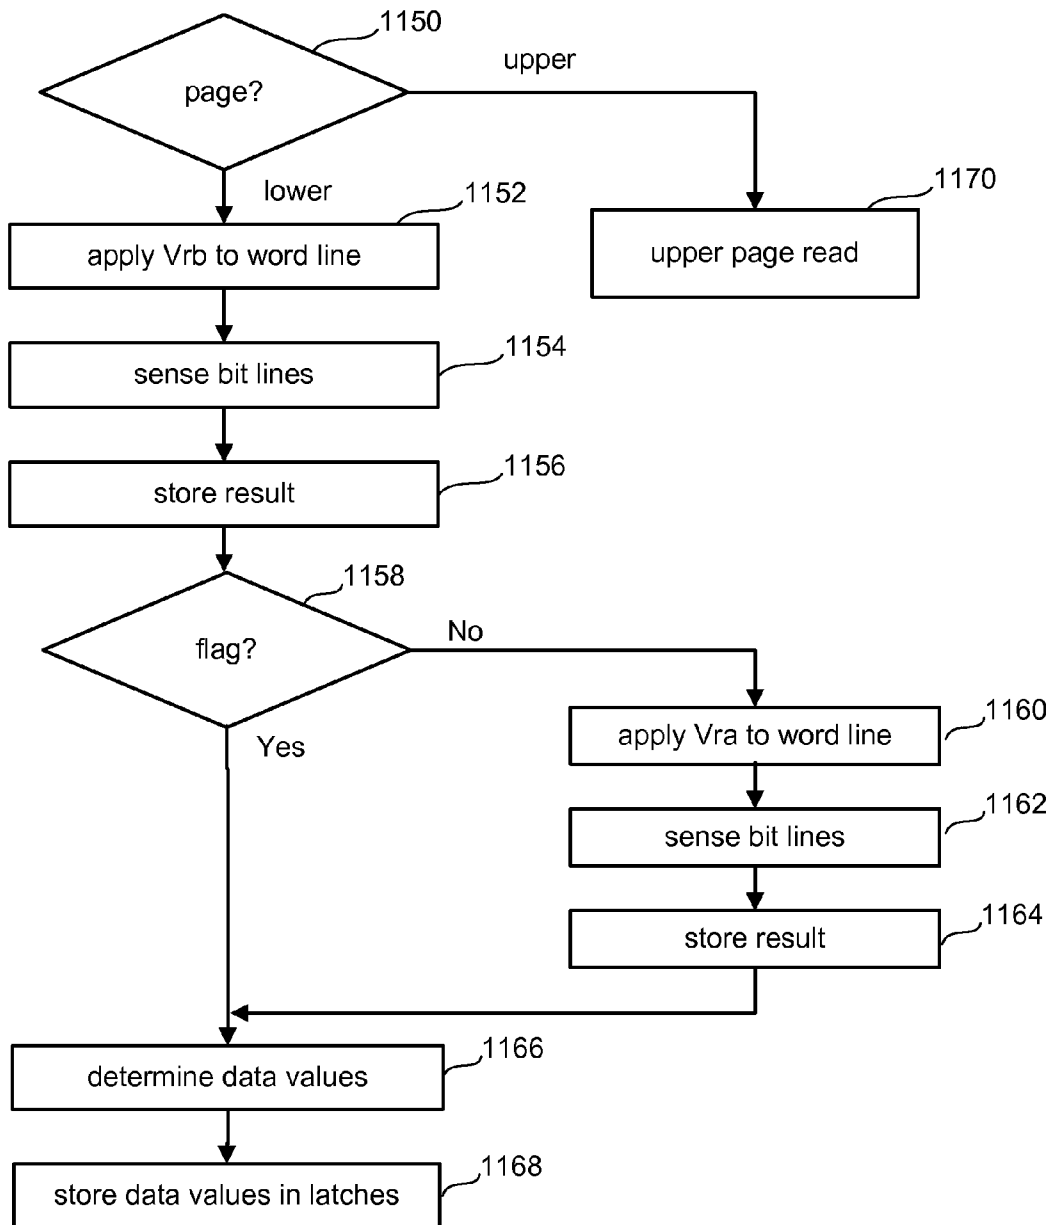 1150
page?
upper
lower
1152
1170
apply Vrb to word line
upper page read
1154
sense bit lines
1156
store result
1158
flag?
No
Yes
1160
apply Vra to word line
1162
sense bit lines
1164
store result
1166
determine data values
1168
store data values in latches